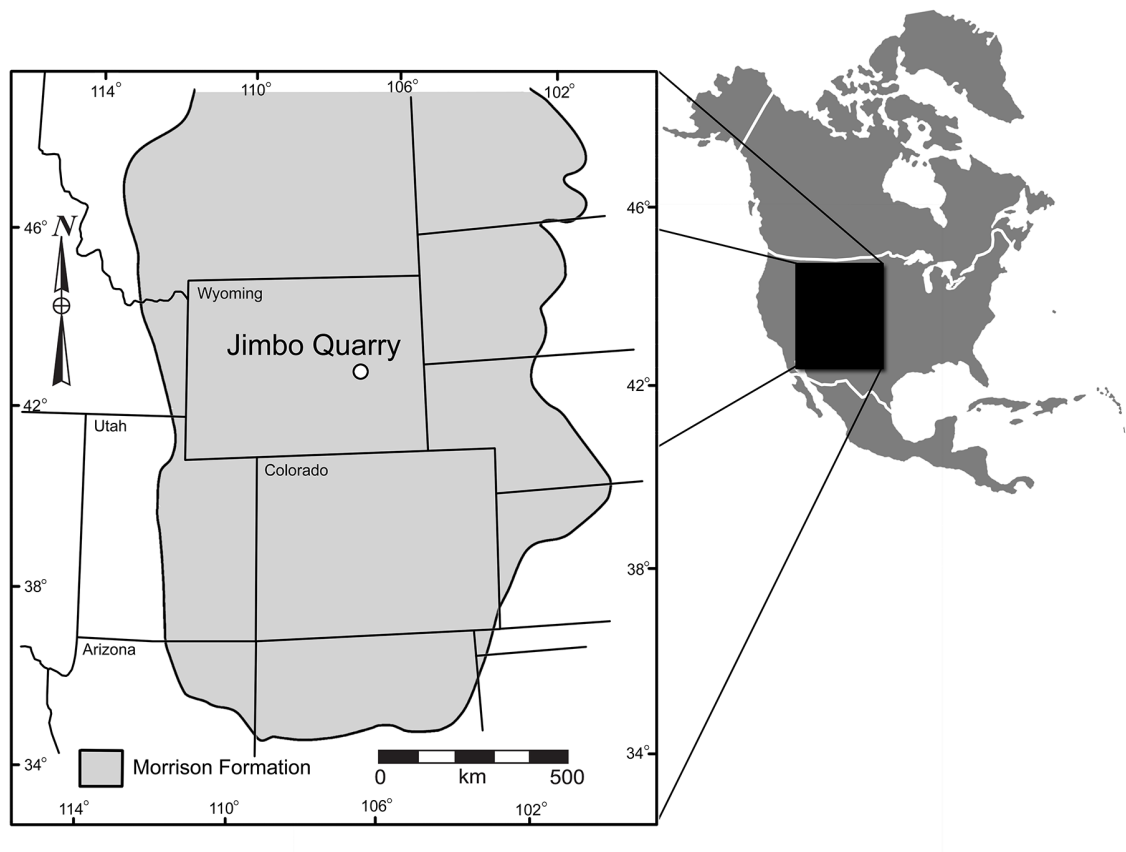 114° 110° 106° 102°
46° N 46°
Wyoming
Jimbo Quarry
42° 42°
Utah
Colorado
38° 38°
Arizona
34° 34°
Morrison Formation
0 km 500
114° 110° 106° 102°